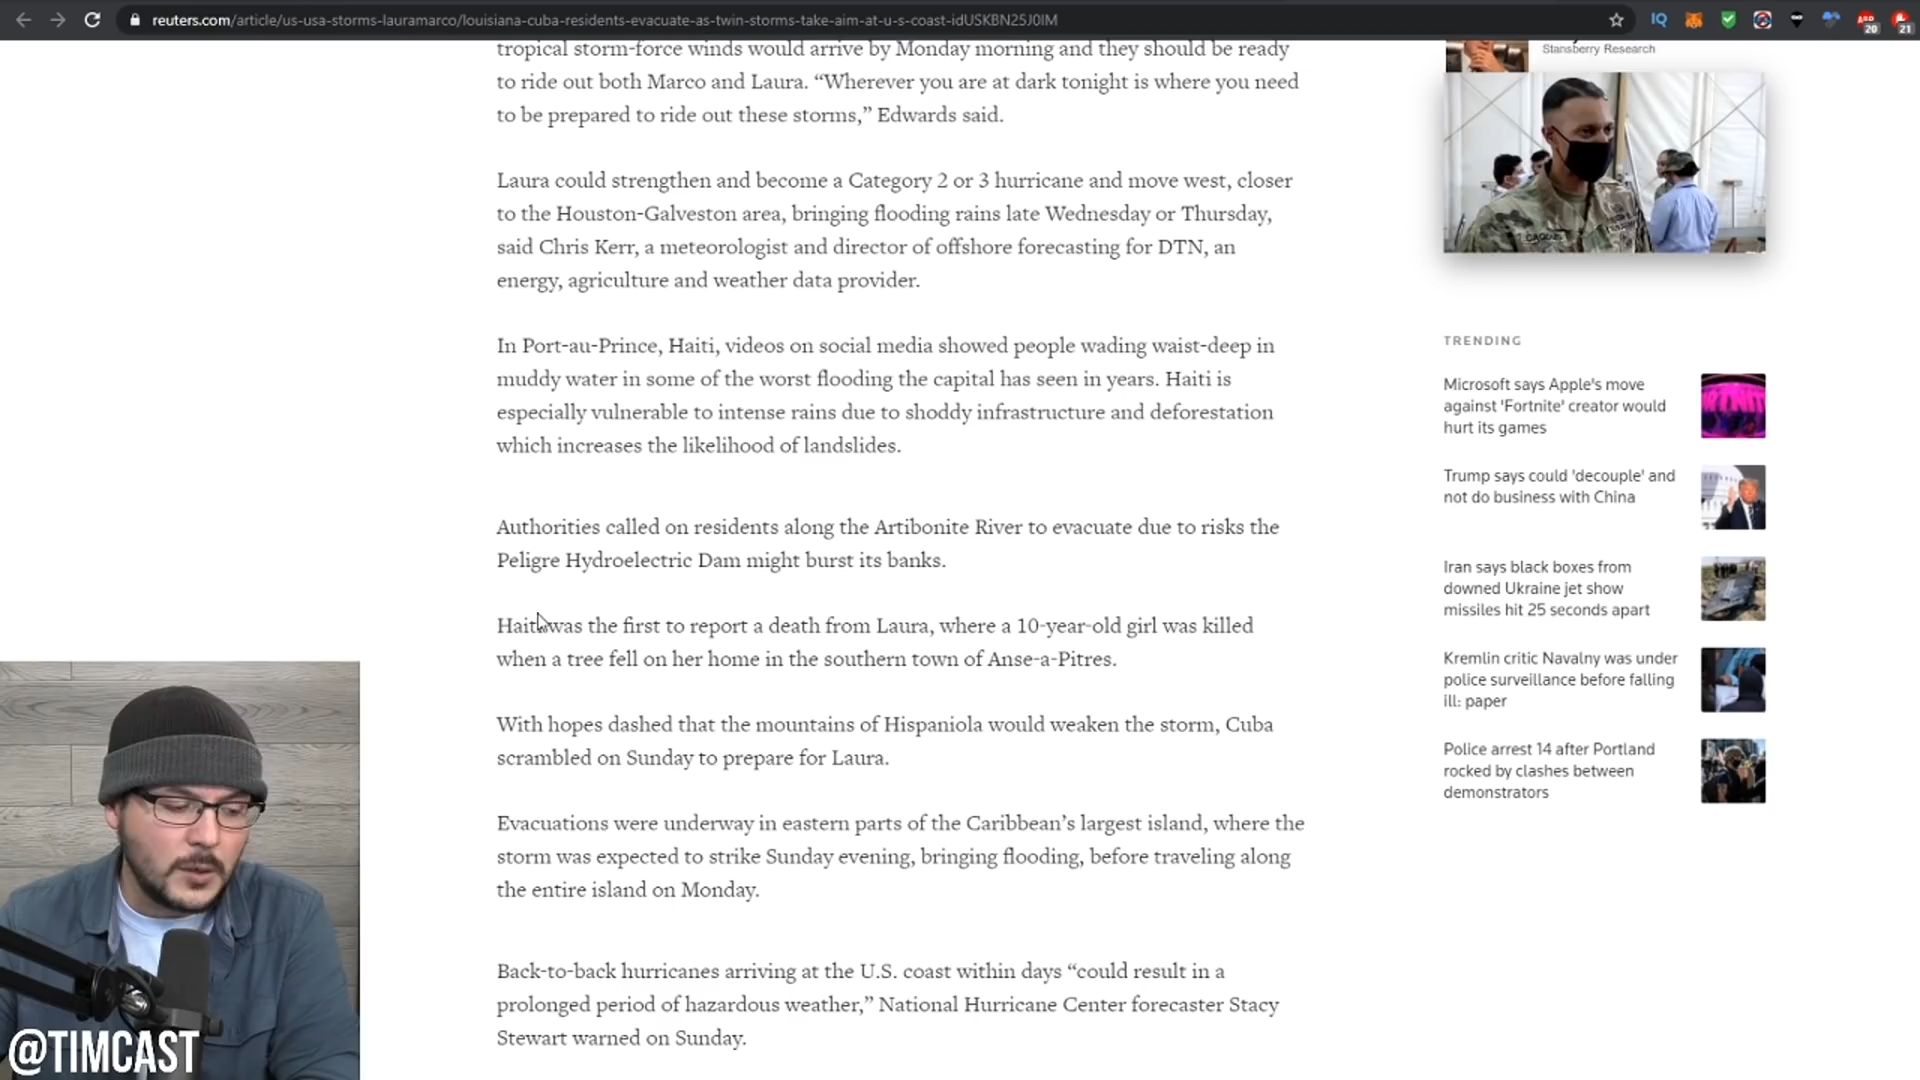 reuters.com/article/us-usa-storms-lauramarco/louisiana-cuba-residents-evacuate-as-twin-storms-take-aim-at-u-s-coast-idUSKBN25J0IM
IQ
ABP
20
21
tropical storm-force winds would arrive by Monday morning and they should be ready
to ride out both Marco and Laura. “Wherever you are at dark tonight is where you need
to be prepared to ride out these storms,” Edwards said.
Laura could strengthen and become a Category 2 or 3 hurricane and move west, closer
to the Houston-Galveston area, bringing flooding rains late Wednesday or Thursday,
said Chris Kerr, a meteorologist and director of offshore forecasting for DTN, an
energy, agriculture and weather data provider.
In Port-au-Prince, Haiti, videos on social media showed people wading waist-deep in
muddy water in some of the worst flooding the capital has seen in years. Haiti is
especially vulnerable to intense rains due to shoddy infrastructure and deforestation
which increases the likelihood of landslides.
Authorities called on residents along the Artibonite River to evacuate due to risks the
Peligre Hydroelectric Dam might burst its banks.
Haiti was the first to report a death from Laura, where a 10-year-old girl was killed
when a tree fell on her home in the southern town of Anse-a-Pitres.
With hopes dashed that the mountains of Hispaniola would weaken the storm, Cuba
scrambled on Sunday to prepare for Laura.
Evacuations were underway in eastern parts of the Caribbean’s largest island, where the
storm was expected to strike Sunday evening, bringing flooding, before traveling along
the entire island on Monday.
Back-to-back hurricanes arriving at the U.S. coast within days “could result in a
prolonged period of hazardous weather,” National Hurricane Center forecaster Stacy
Stewart warned on Sunday.
Stansberry Research
TRENDING
Microsoft says Apple's move
against 'Fortnite' creator would
hurt its games
Trump says could 'decouple' and
not do business with China
Iran says black boxes from
downed Ukraine jet show
missiles hit 25 seconds apart
Kremlin critic Navalny was under
police surveillance before falling
ill: paper
Police arrest 14 after Portland
rocked by clashes between
demonstrators
@TIMCAST